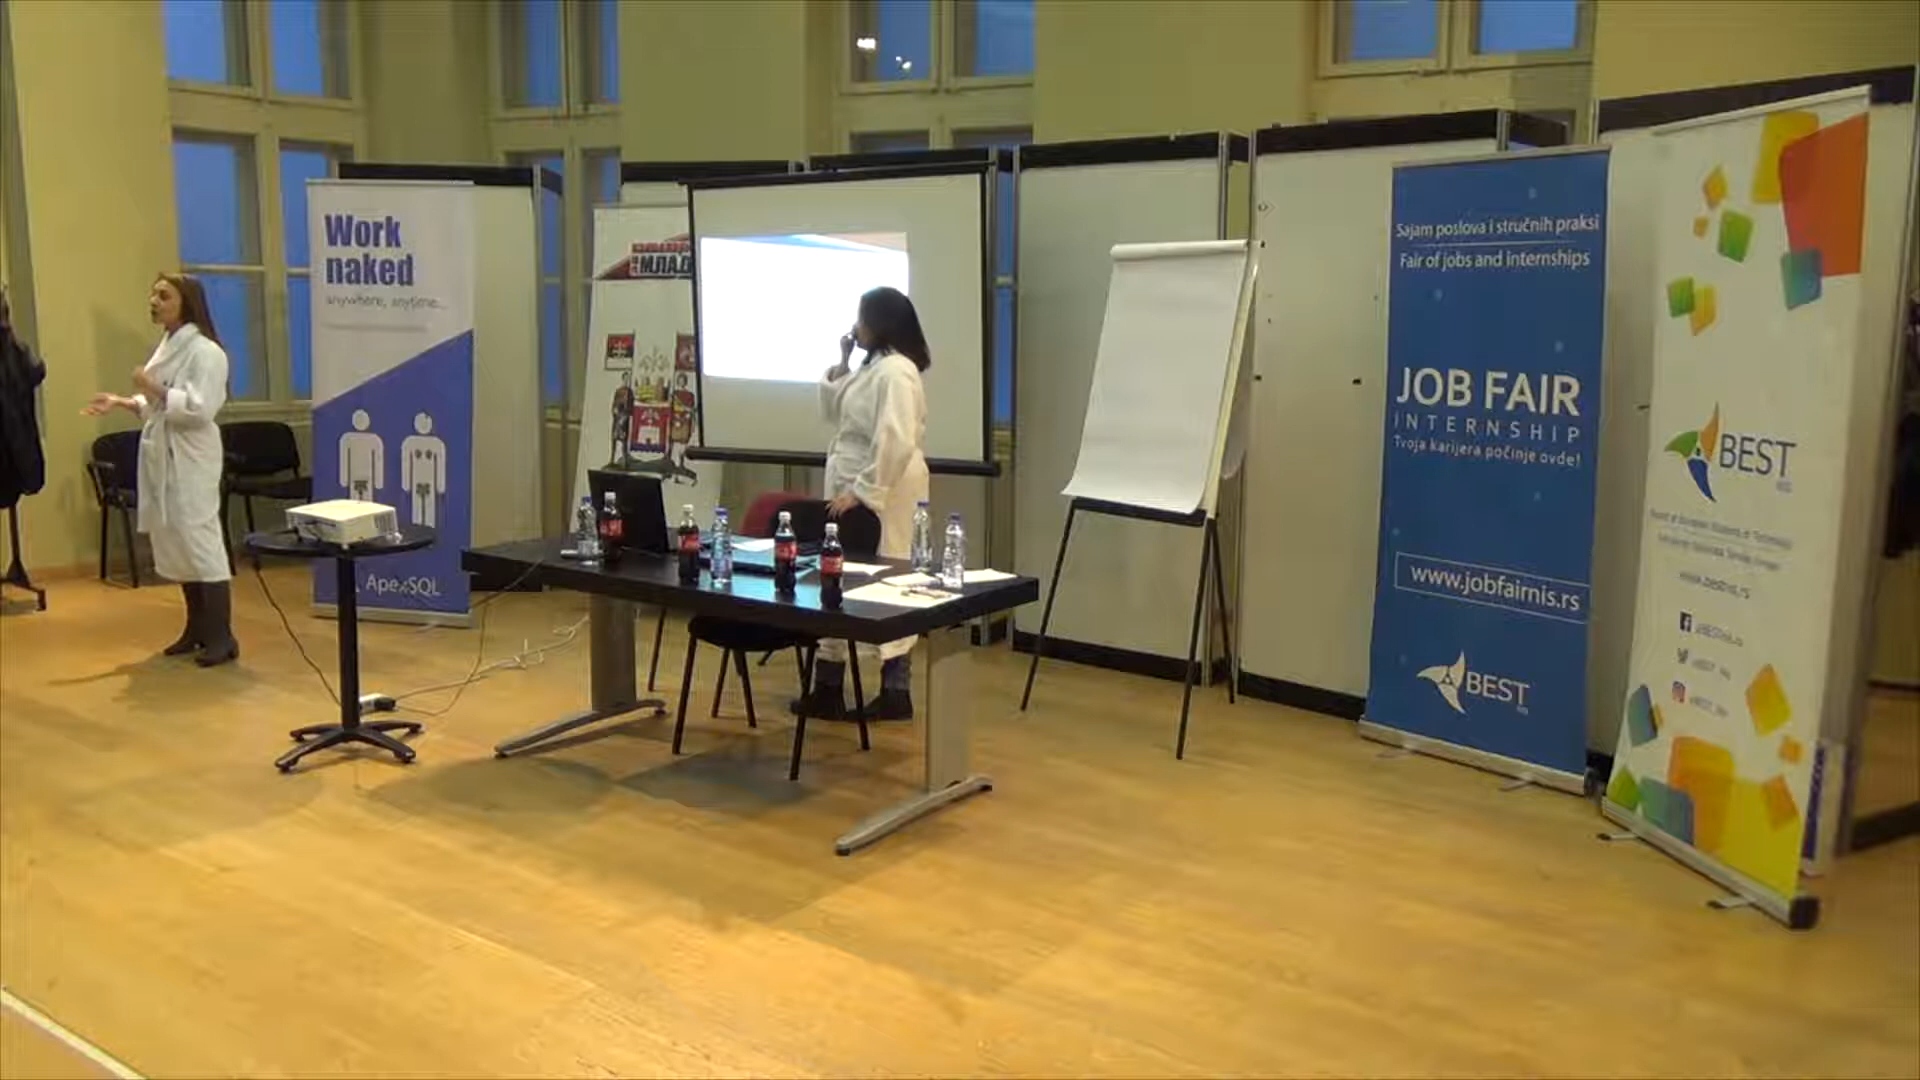 Work
naked
anywhere, anytime...
ApexSQL
МЛАД
Sajam poslova i stručnih praksi
Fair of jobs and internships
JOB FAIR
INTERNSHIP
Tvoja karijera počinje ovde!
www.jobfairnis.rs
BEST
BEST
www.bestnis.rs